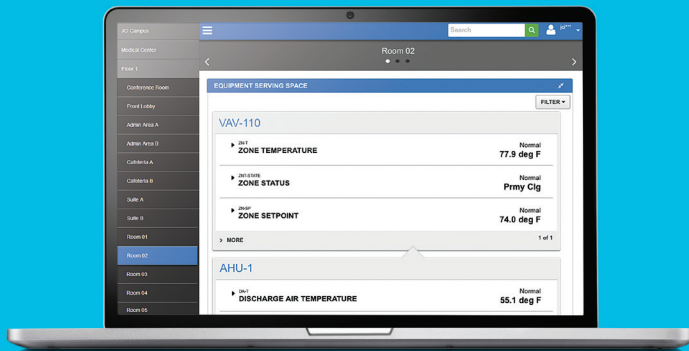 JC Campus
Medical Center
Floor 1
Conference Room
Front Lobby
Admin Area A
Admin Area B
Cafeteria A
Cafeteria B
Suite A
Suite B
Room 01
Room 02
Room 03
Room 04
Room 05
Search
jo***
Room 02
EQUIPMENT SERVING SPACE
FILTER
VAV-110
ZN-T
ZONE TEMPERATURE
Normal
77.9 deg F
ZNT-STATE
ZONE STATUS
Normal
Prmy Clg
ZN-SP
ZONE SETPOINT
Normal
74.0 deg F
> MORE
1 of 1
AHU-1
DA-T
DISCHARGE AIR TEMPERATURE
Normal
55.1 deg F